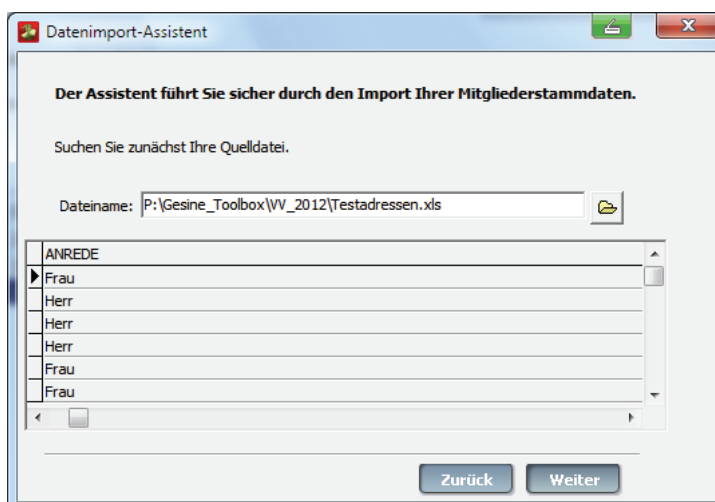 Datenimport-Assistent
Der Assistent führt Sie sicher durch den Import Ihrer Mitgliederstammdaten.
Suchen Sie zunächst Ihre Quelldatei.
Dateiname: P:\Gesine_Toolbox\VV_2012\Testadressen.xls
ANREDE
Frau
Herr
Herr
Herr
Frau
Frau
Zurück Weiter